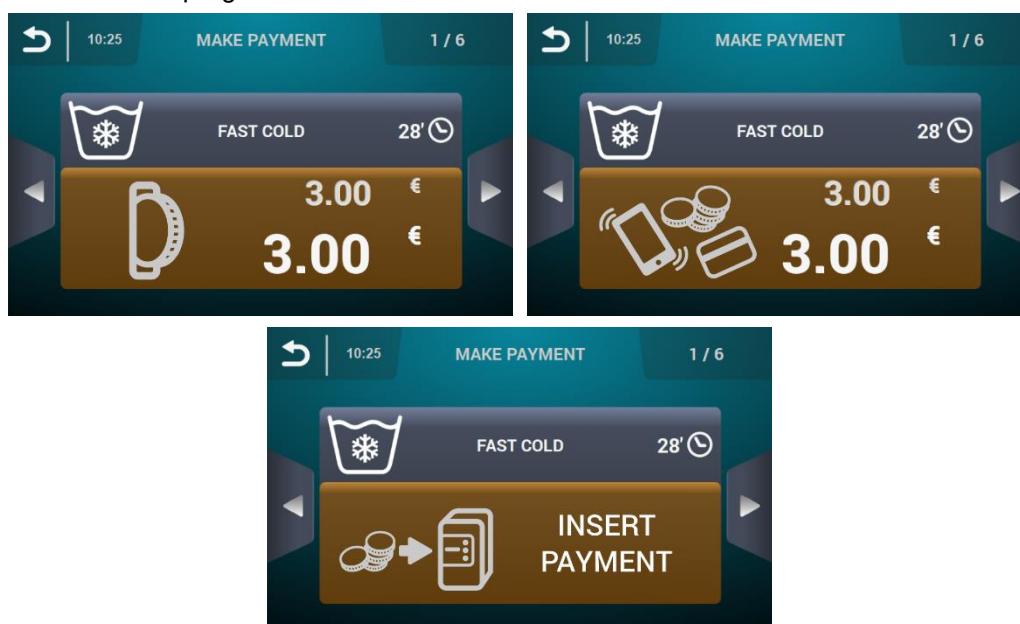 10:25 MAKE PAYMENT 1 / 6
FAST COLD 28'
3.00 €
3.00 €
10:25 MAKE PAYMENT 1 / 6
FAST COLD 28'
3.00 €
3.00 €
10:25 MAKE PAYMENT 1 / 6
FAST COLD 28'
INSERT
PAYMENT